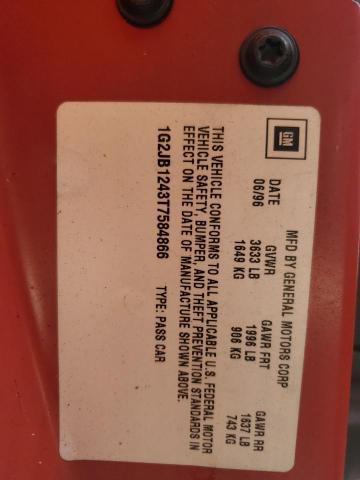 GM
MFD BY GENERAL MOTORS CORP
DATE GVWR GAWR FRT GAWR RR
06/96 3633 LB 1996 LB 1637 LB
1649 KG 906 KG 743 KG
THIS VEHICLE CONFORMS TO ALL APPLICABLE U.S. FEDERAL MOTOR
VEHICLE SAFETY, BUMPER, AND THEFT PREVENTION STANDARDS IN
EFFECT ON THE DATE OF MANUFACTURE SHOWN ABOVE.
1G2JB1243T7584866 TYPE: PASS CAR